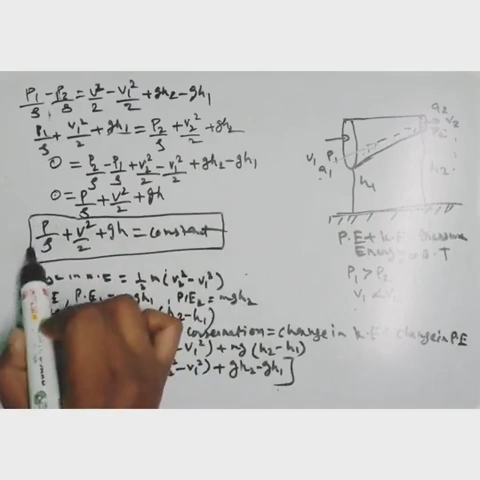 P1/ρ - P2/ρ = v²/2 - v1²/2 + gh2 - gh1
P1/ρ + v1²/2 + gh1 = P2/ρ + v2²/2 + gh2
0 = P2/ρ - P1/ρ + v2²/2 - v1²/2 + gh2 - gh1
0 = P/ρ + v²/2 + gh
P/ρ + v²/2 + gh = constant
in K.E = 1/2 m(v2² - v1²)
P.E1 = mgh1, P.E2 = mgh2
(h2 - h1)
conservation = change in K.E + change in P.E
- v1²) + mg (h2 - h1)
- v1²) + gh2 - gh1]
a2
v2
P2
v1 P1
a1
h1
h2
P.E + K.E + Pressure
Energy =
P1 > P2
v1 < v2